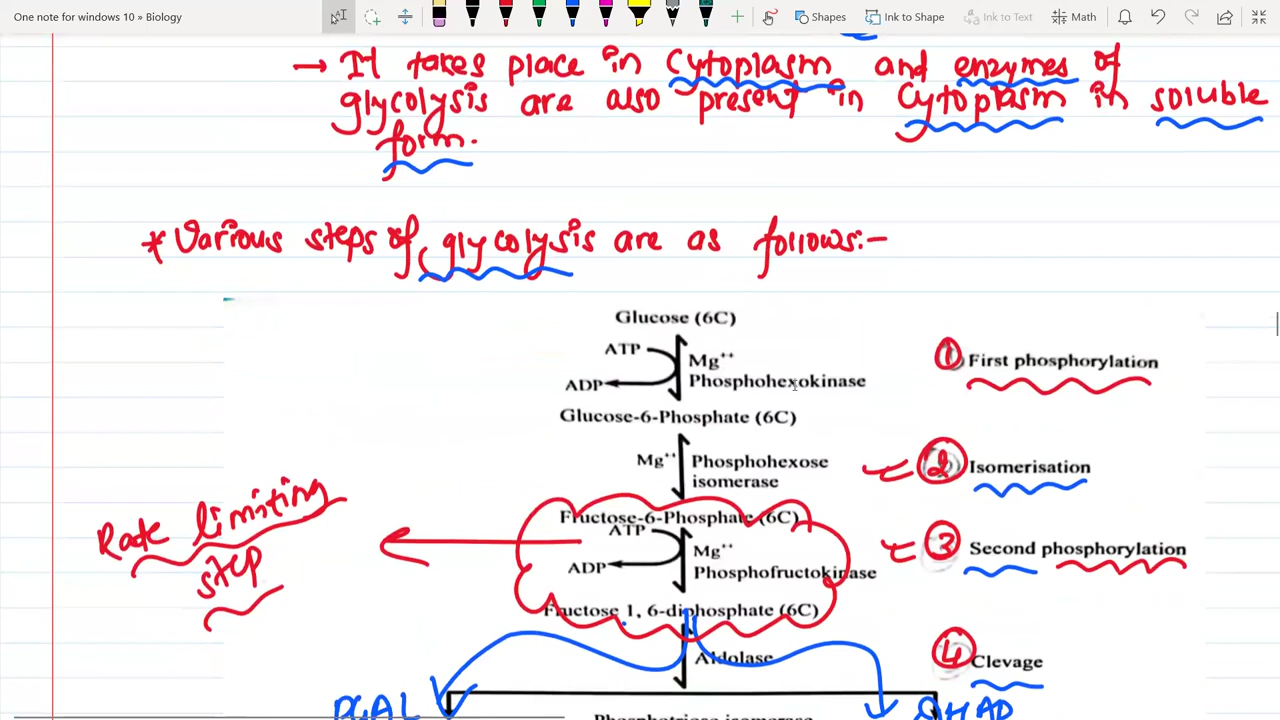 One note for windows 10 » Biology
Shapes
Ink to Shape
Ink to Text
Math
→ It takes place in Cytoplasm and enzymes of
glycolysis are also present in Cytoplasm in soluble
form.
* Various steps of glycolysis are as follows:-
Glucose (6C)
ATP
Mg++
① First phosphorylation
ADP
Phosphohexokinase
Glucose-6-Phosphate (6C)
Mg++
Phosphohexose
isomerase
② Isomerisation
Rate limiting
step
Fructose-6-Phosphate (6C)
ATP
Mg++
③ Second phosphorylation
ADP
Phosphofructokinase
Fructose 1, 6-diphosphate (6C)
Aldolase
④ Clevage
PGAL
DHAP
Phosphotriose isomerase